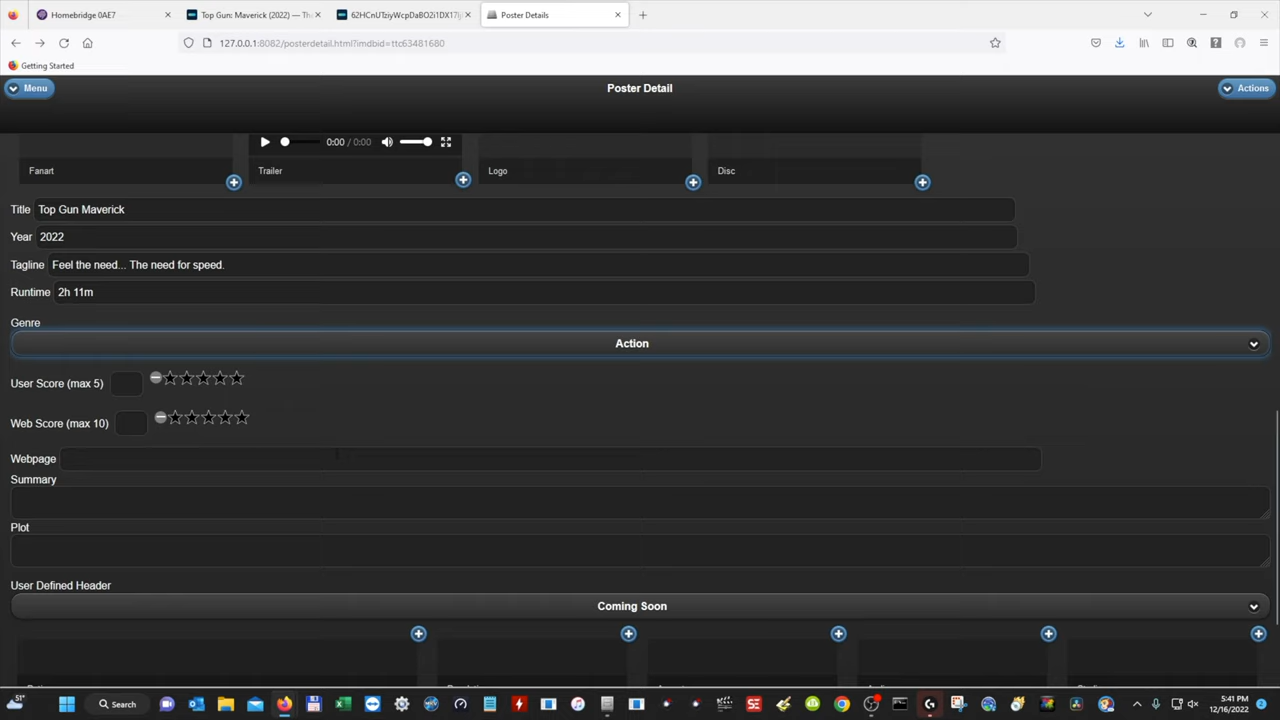 Homebridge 0AE7
Top Gun: Maverick (2022) — Th
62HCnUTziyWcpDaBO2i1DX17lj
Poster Details
127.0.0.1:8082/posterdetail.html?imdbid=ttc63481680
Getting Started
Menu
Poster Detail
Actions
0:00 / 0:00
Fanart
Trailer
Logo
Disc
Title Top Gun Maverick
Year 2022
Tagline Feel the need... The need for speed.
Runtime 2h 11m
Genre
Action
User Score (max 5)
Web Score (max 10)
Webpage
Summary
Plot
User Defined Header
Coming Soon
51°
Search
5:41 PM
12/16/2022